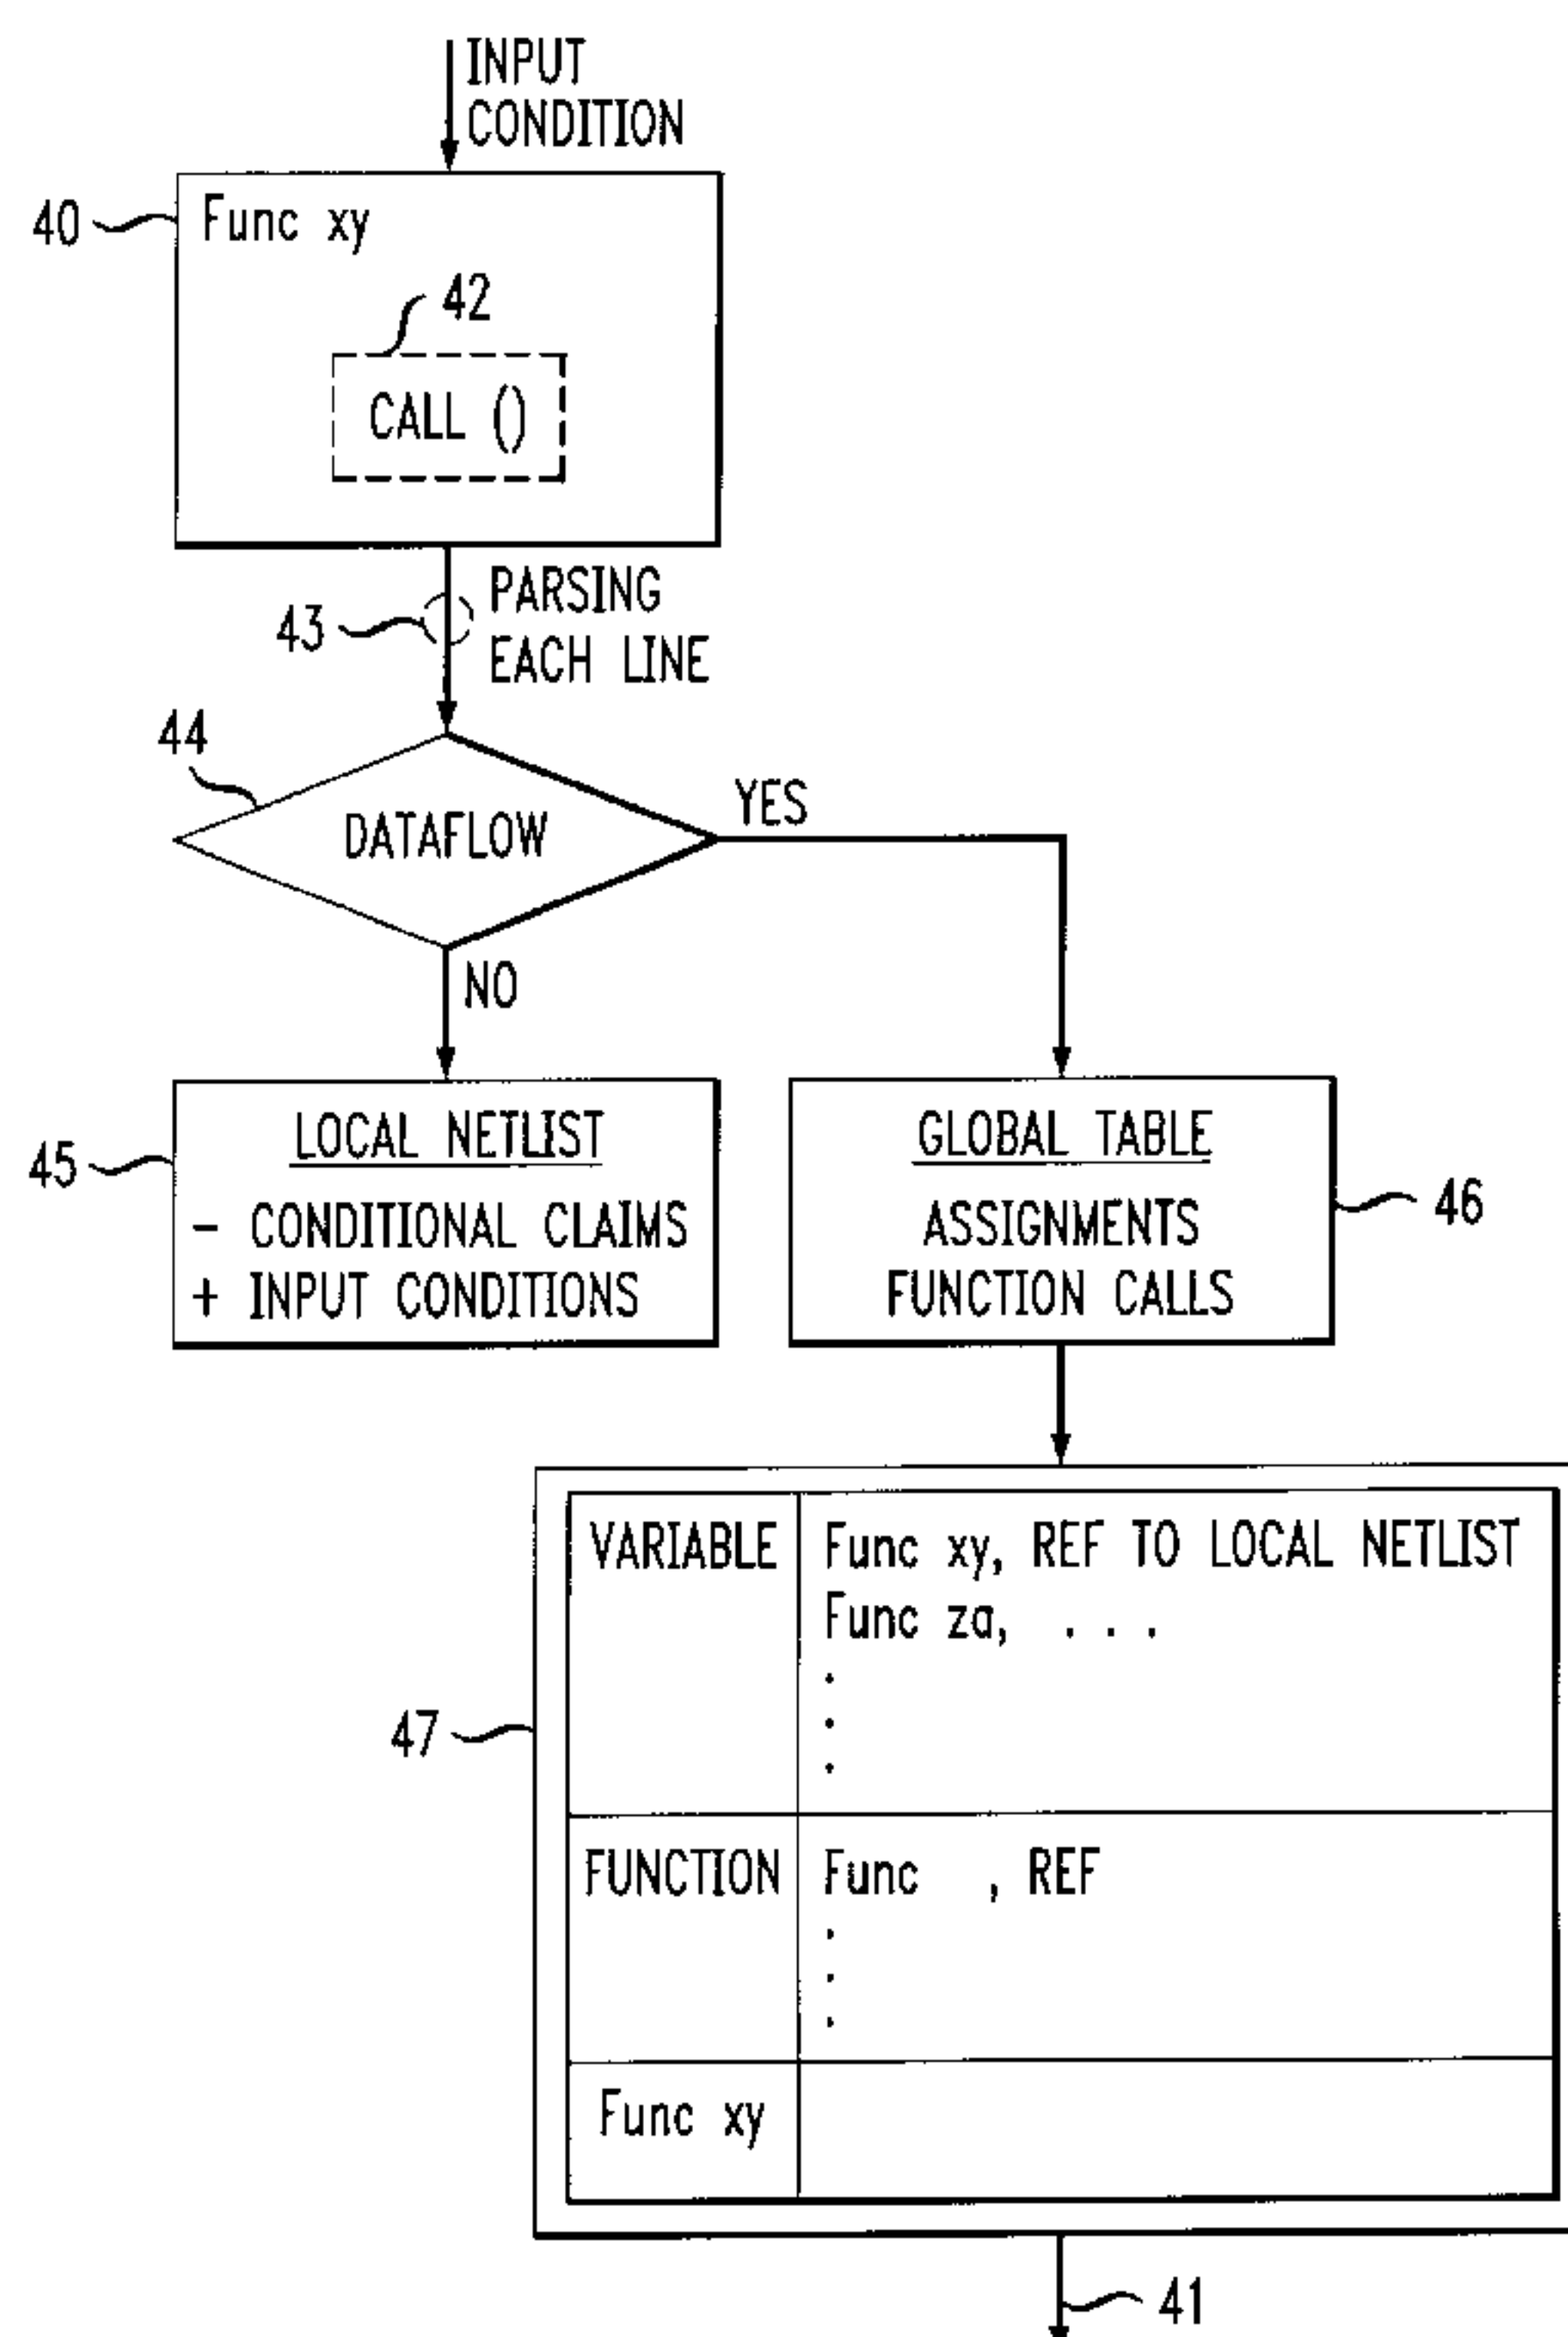 INPUT
CONDITION
40
Func xy
42
CALL ()
43
PARSING
EACH LINE
44
DATAFLOW
YES
NO
45
LOCAL NETLIST
- CONDITIONAL CLAIMS
+ INPUT CONDITIONS
GLOBAL TABLE
ASSIGNMENTS
FUNCTION CALLS
46
47
VARIABLE
Func xy, REF TO LOCAL NETLIST
Func za, . . .
.
.
.
FUNCTION
Func , REF
.
.
.
Func xy
41